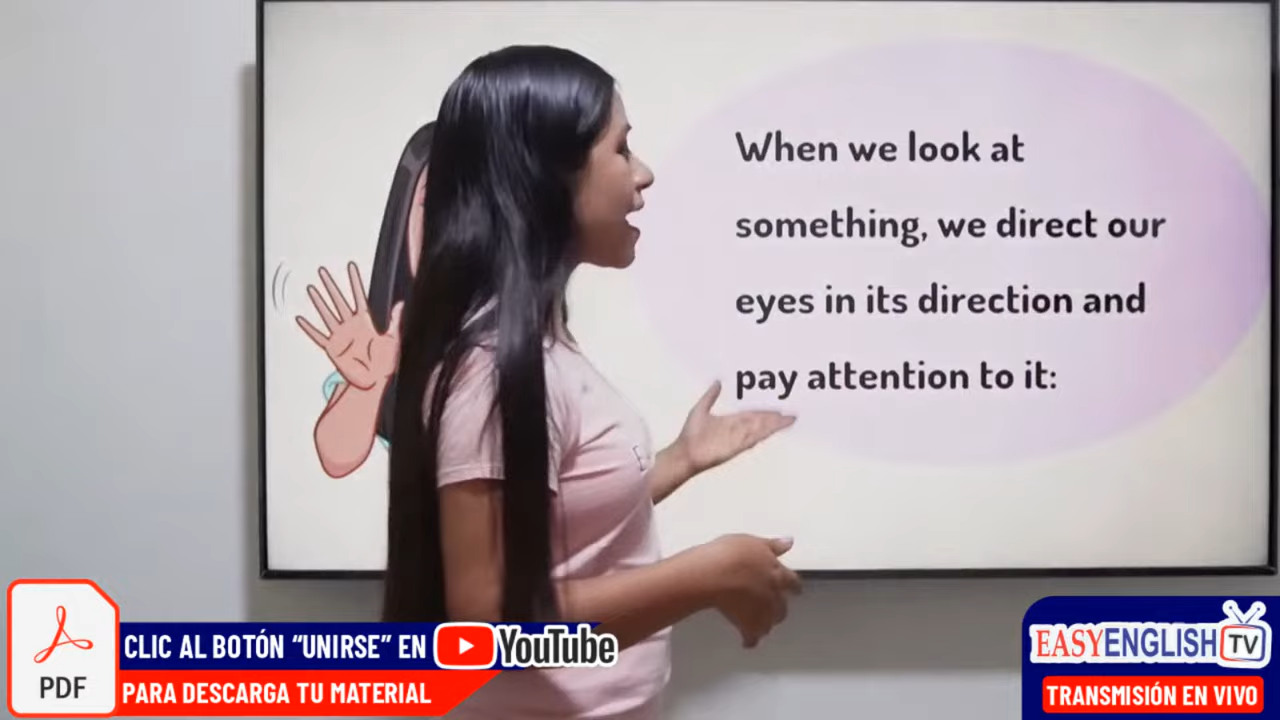 When we look at
something, we direct our
eyes in its direction and
pay attention to it:
PDF
CLIC AL BOTÓN “UNIRSE” EN YouTube
PARA DESCARGA TU MATERIAL
EASYENGLISH TV
TRANSMISIÓN EN VIVO